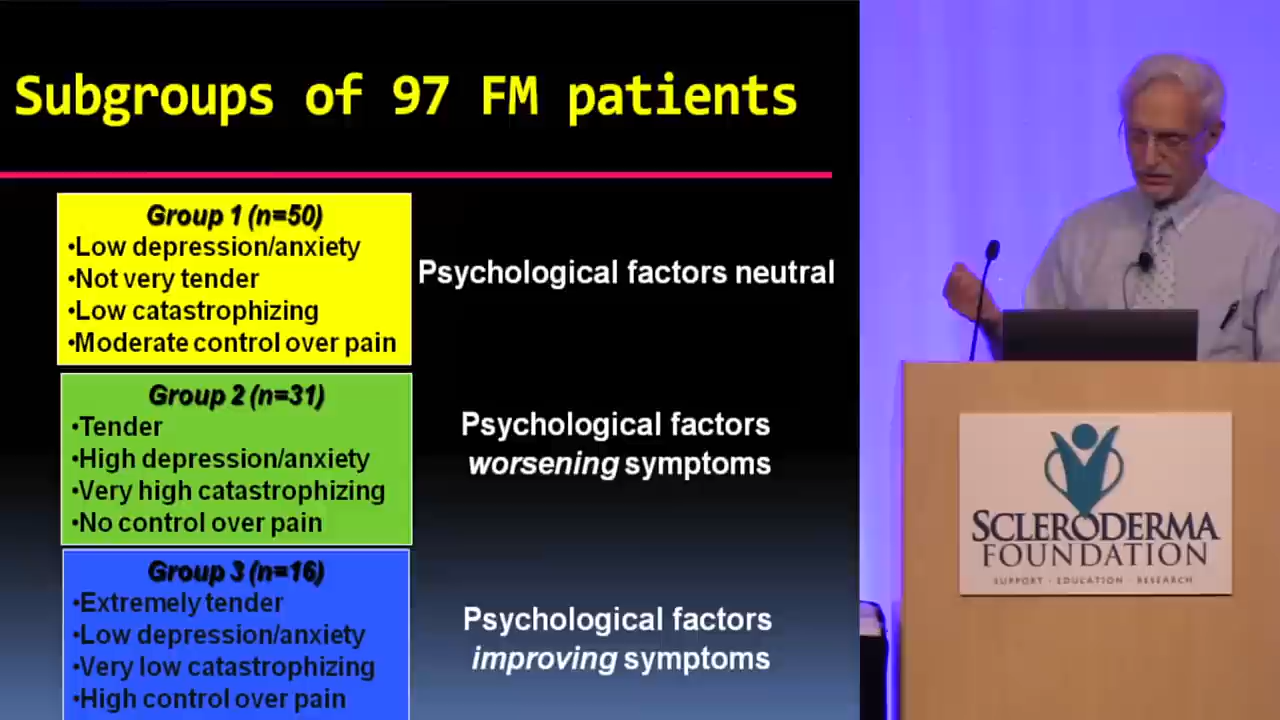 Subgroups of 97 FM patients
Group 1 (n=50)
•Low depression/anxiety
•Not very tender
•Low catastrophizing
•Moderate control over pain
Psychological factors neutral
Group 2 (n=31)
•Tender
•High depression/anxiety
•Very high catastrophizing
•No control over pain
Psychological factors
worsening symptoms
Group 3 (n=16)
•Extremely tender
•Low depression/anxiety
•Very low catastrophizing
•High control over pain
Psychological factors
improving symptoms
SCLERODERMA
FOUNDATION
SUPPORT · EDUCATION · RESEARCH